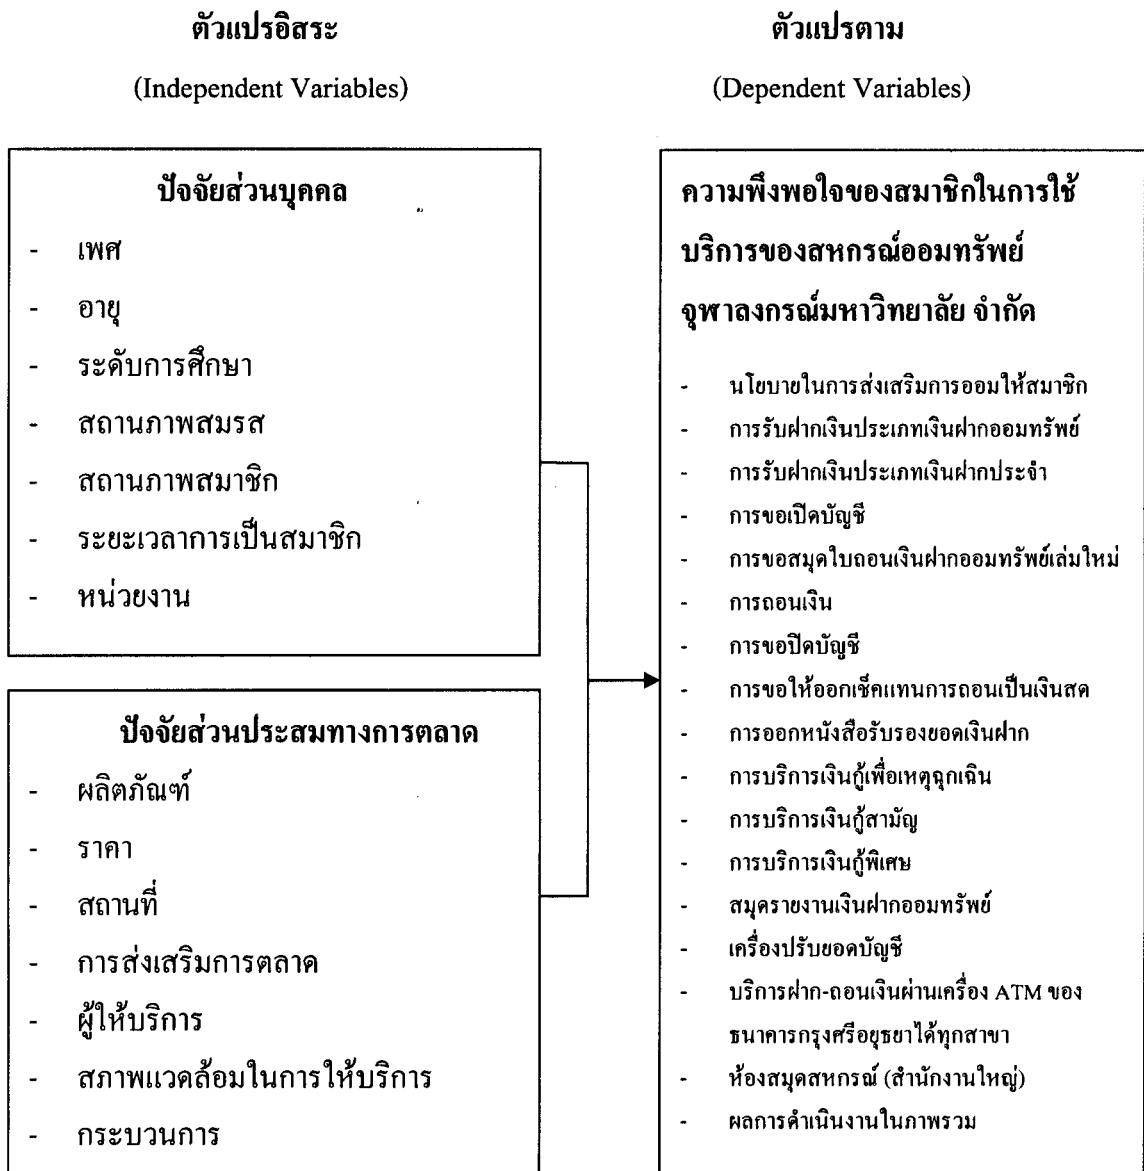 ตัวแปรอิสระ
(Independent Variables)
ปัจจัยส่วนบุคคล
- เพศ
- อายุ
- ระดับการศึกษา
- สถานภาพสมรส
- สถานภาพสมาชิก
- ระยะเวลาการเป็นสมาชิก
- หน่วยงาน
ปัจจัยส่วนประสมทางการตลาด
- ผลิตภัณฑ์
- ราคา
- สถานที่
- การส่งเสริมการตลาด
- ผู้ให้บริการ
- สภาพแวดล้อมในการให้บริการ
- กระบวนการ
ตัวแปรตาม
(Dependent Variables)
ความพึงพอใจของสมาชิกในการใช้
บริการของสหกรณ์ออมทรัพย์
จุฬาลงกรณ์มหาวิทยาลัย จำกัด
- นโยบายในการส่งเสริมการออมให้สมาชิก
- การรับฝากเงินประเภทเงินฝากออมทรัพย์
- การรับฝากเงินประเภทเงินฝากประจำ
- การขอเปิดบัญชี
- การขอสมุดใบถอนเงินฝากออมทรัพย์เล่มใหม่
- การถอนเงิน
- การขอปิดบัญชี
- การขอให้ออกเช็คแทนการถอนเป็นเงินสด
- การออกหนังสือรับรองยอดเงินฝาก
- การบริการเงินกู้เพื่อเหตุฉุกเฉิน
- การบริการเงินกู้สามัญ
- การบริการเงินกู้พิเศษ
- สมุดรายงานเงินฝากออมทรัพย์
- เครื่องปรับยอดบัญชี
- บริการฝาก-ถอนเงินผ่านเครื่อง ATM ของ
ธนาคารกรุงศรีอยุธยาได้ทุกสาขา
- ห้องสมุดสหกรณ์ (สำนักงานใหญ่)
- ผลการดำเนินงานในภาพรวม